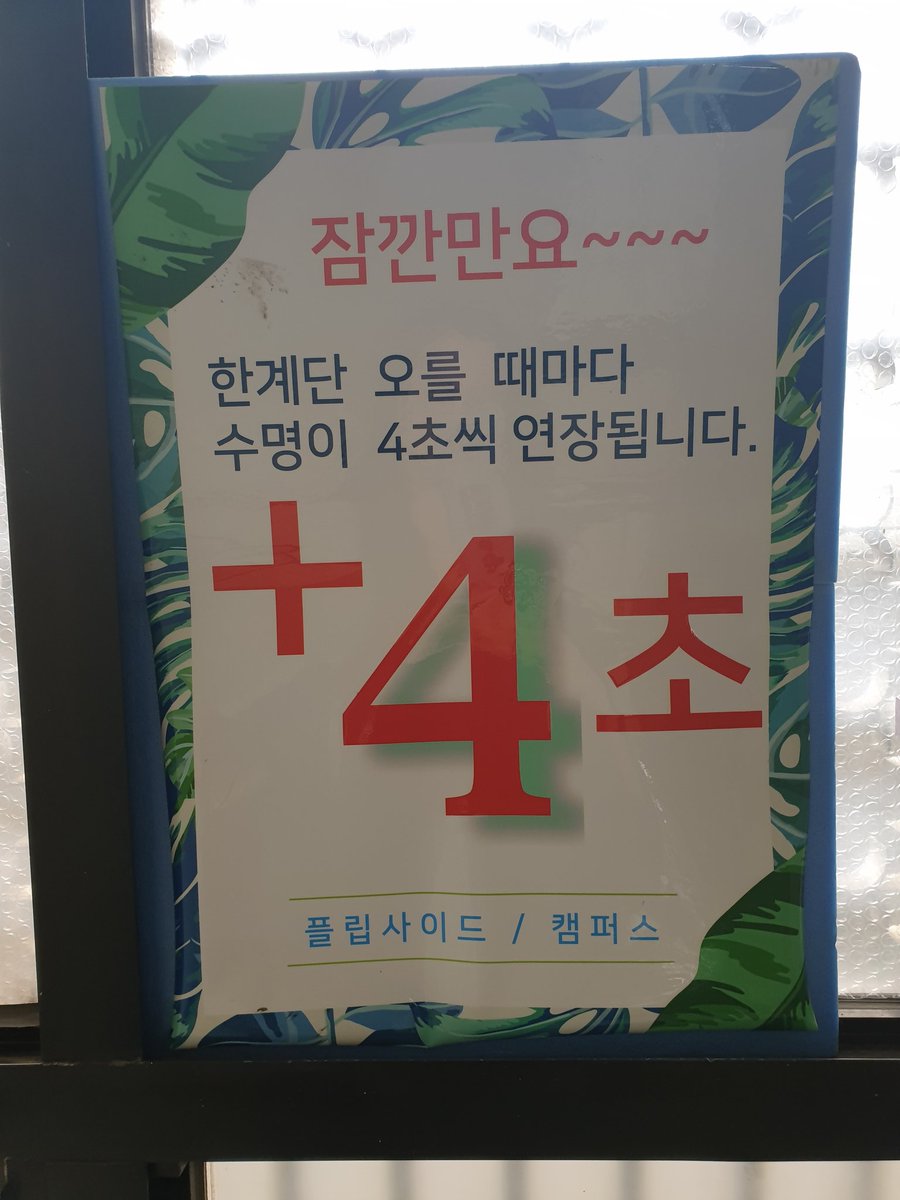 잠깐만요~~~
한계단 오를 때마다
수명이 4초씩 연장됩니다.
+4초
플립사이드 / 캠퍼스